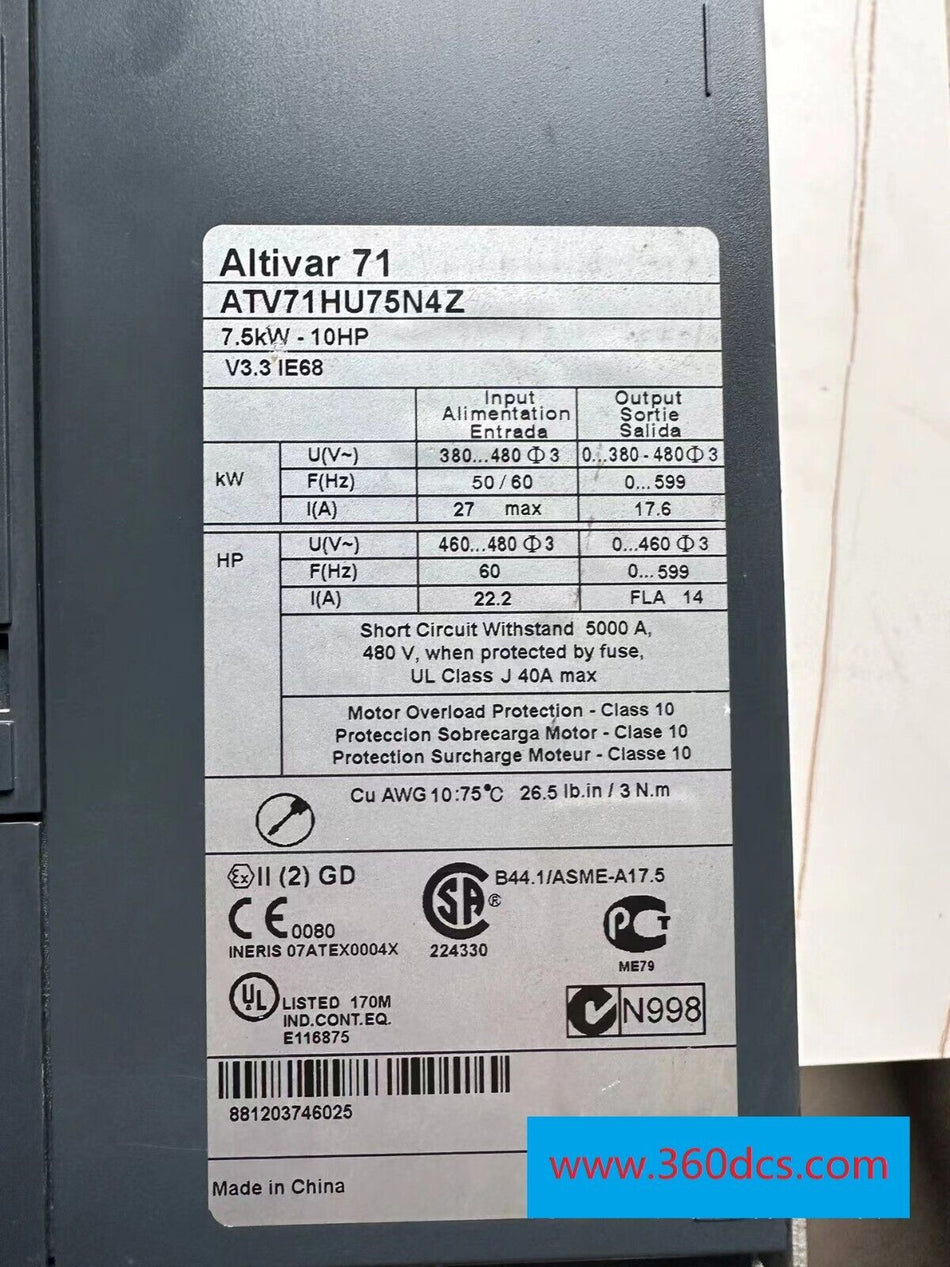 Altivar 71
ATV71HU75N4Z
7.5kW - 10HP
V3.3 IE68
Input Output
Alimentation Sortie
Entrada Salida
kW U(V~) 380...480 Φ 3 0...380 - 480 Φ 3
F(Hz) 50 / 60 0...599
I(A) 27 max 17.6
HP U(V~) 460...480 Φ 3 0...460 Φ 3
F(Hz) 60 0...599
I(A) 22.2 FLA 14
Short Circuit Withstand 5000 A,
480 V, when protected by fuse,
UL Class J 40A max
Motor Overload Protection - Class 10
Proteccion Sobrecarga Motor - Clase 10
Protection Surcharge Moteur - Classe 10
Cu AWG 10:75°C 26.5 lb.in / 3 N.m
Ex II (2) GD
CE 0080
INERIS 07ATEX0004X
SA ® B44.1/ASME-A17.5
224330
PCT
ME79
UL LISTED 170M
IND.CONT.EQ.
E116875
N998
881203746025
Made in China
www.360dcs.com